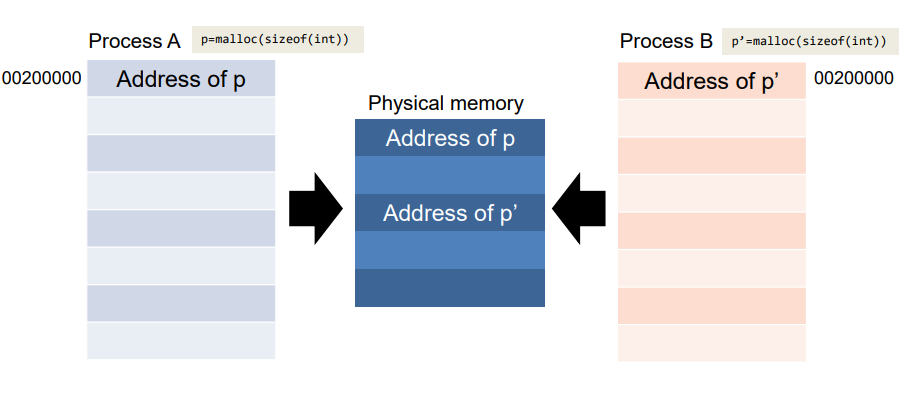 Process A
p=malloc(sizeof(int))
Process B
p’=malloc(sizeof(int))
00200000
Address of p
Address of p’
00200000
Physical memory
Address of p
Address of p’